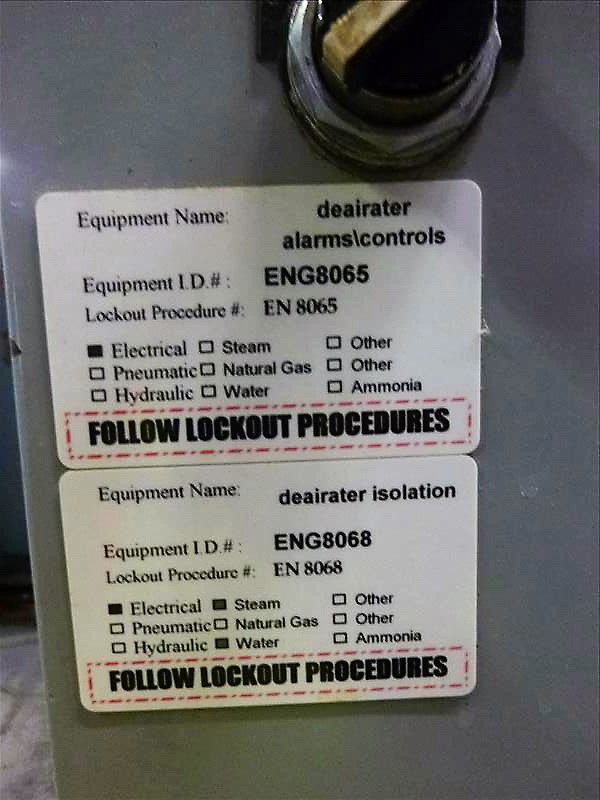 Equipment Name: deairater
alarms\controls
Equipment I.D.# : ENG8065
Lockout Procedure #: EN 8065
■ Electrical □ Steam □ Other
□ Pneumatic □ Natural Gas □ Other
□ Hydraulic □ Water □ Ammonia
FOLLOW LOCKOUT PROCEDURES
Equipment Name: deairater isolation
Equipment I.D.# : ENG8068
Lockout Procedure #: EN 8068
■ Electrical ■ Steam □ Other
□ Pneumatic □ Natural Gas □ Other
□ Hydraulic ■ Water □ Ammonia
FOLLOW LOCKOUT PROCEDURES